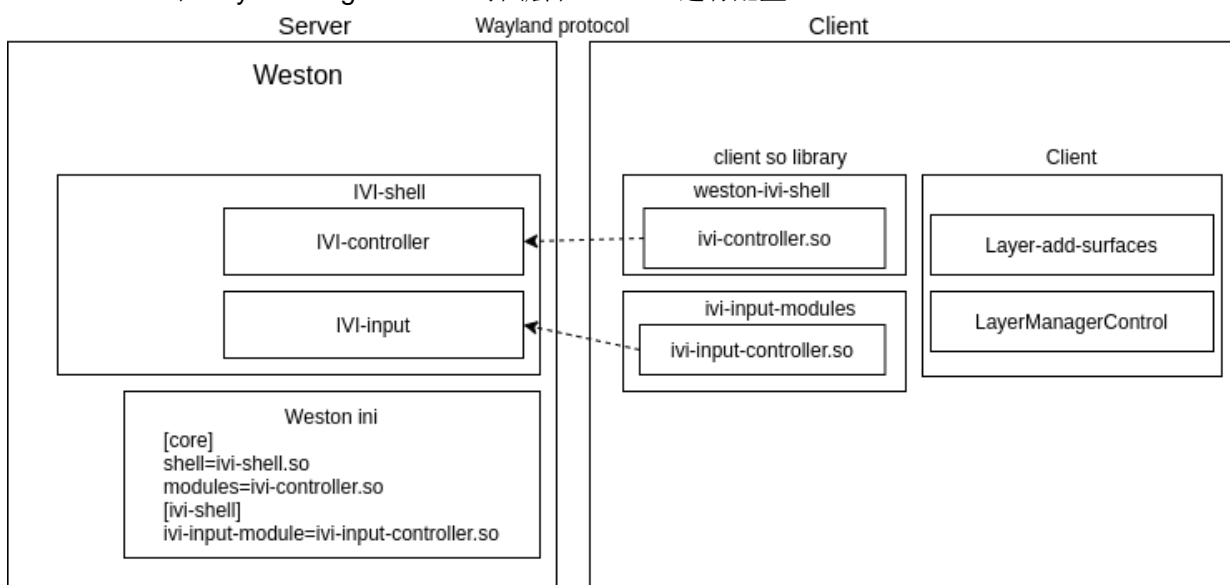 Server
Wayland protocol
Client
Weston
IVI-shell
IVI-controller
IVI-input
Weston ini
[core]
shell=ivi-shell.so
modules=ivi-controller.so
[ivi-shell]
ivi-input-module=ivi-input-controller.so
client so library
weston-ivi-shell
ivi-controller.so
ivi-input-modules
ivi-input-controller.so
Client
Layer-add-surfaces
LayerManagerControl